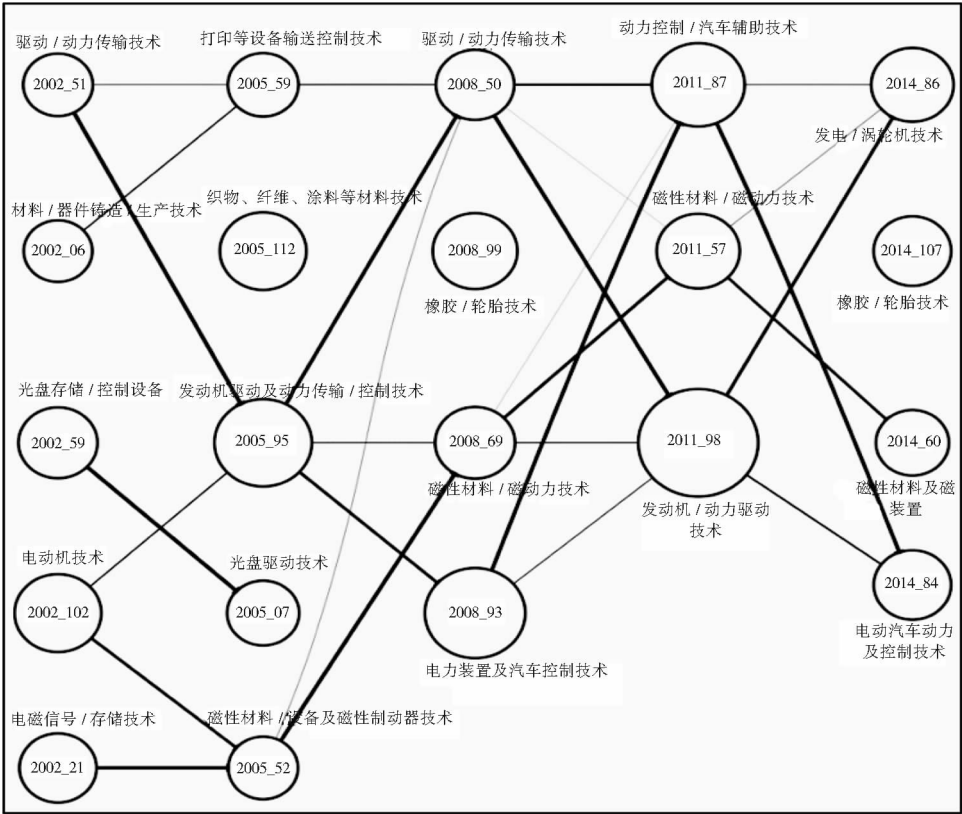 驱动 / 动力传输技术
打印等设备输送控制技术
驱动 / 动力传输技术
动力控制 / 汽车辅助技术
2002_51
2005_59
2008_50
2011_87
2014_86
发电 / 涡轮机技术
材料 / 器件铸造 / 生产技术
织物、纤维、涂料等材料技术
磁性材料 / 磁动力技术
2002_06
2005_112
2008_99
2011_57
2014_107
橡胶 / 轮胎技术
橡胶 / 轮胎技术
光盘存储 / 控制设备
发动机驱动及动力传输 / 控制技术
2002_59
2005_95
2008_69
2011_98
2014_60
磁性材料 / 磁动力技术
发动机 / 动力驱动
技术
磁性材料及磁
装置
电动机技术
光盘驱动技术
2002_102
2005_07
2008_93
2014_84
电力装置及汽车控制技术
电动汽车动力
及控制技术
电磁信号 / 存储技术
磁性材料 / 设备及磁性制动器技术
2002_21
2005_52